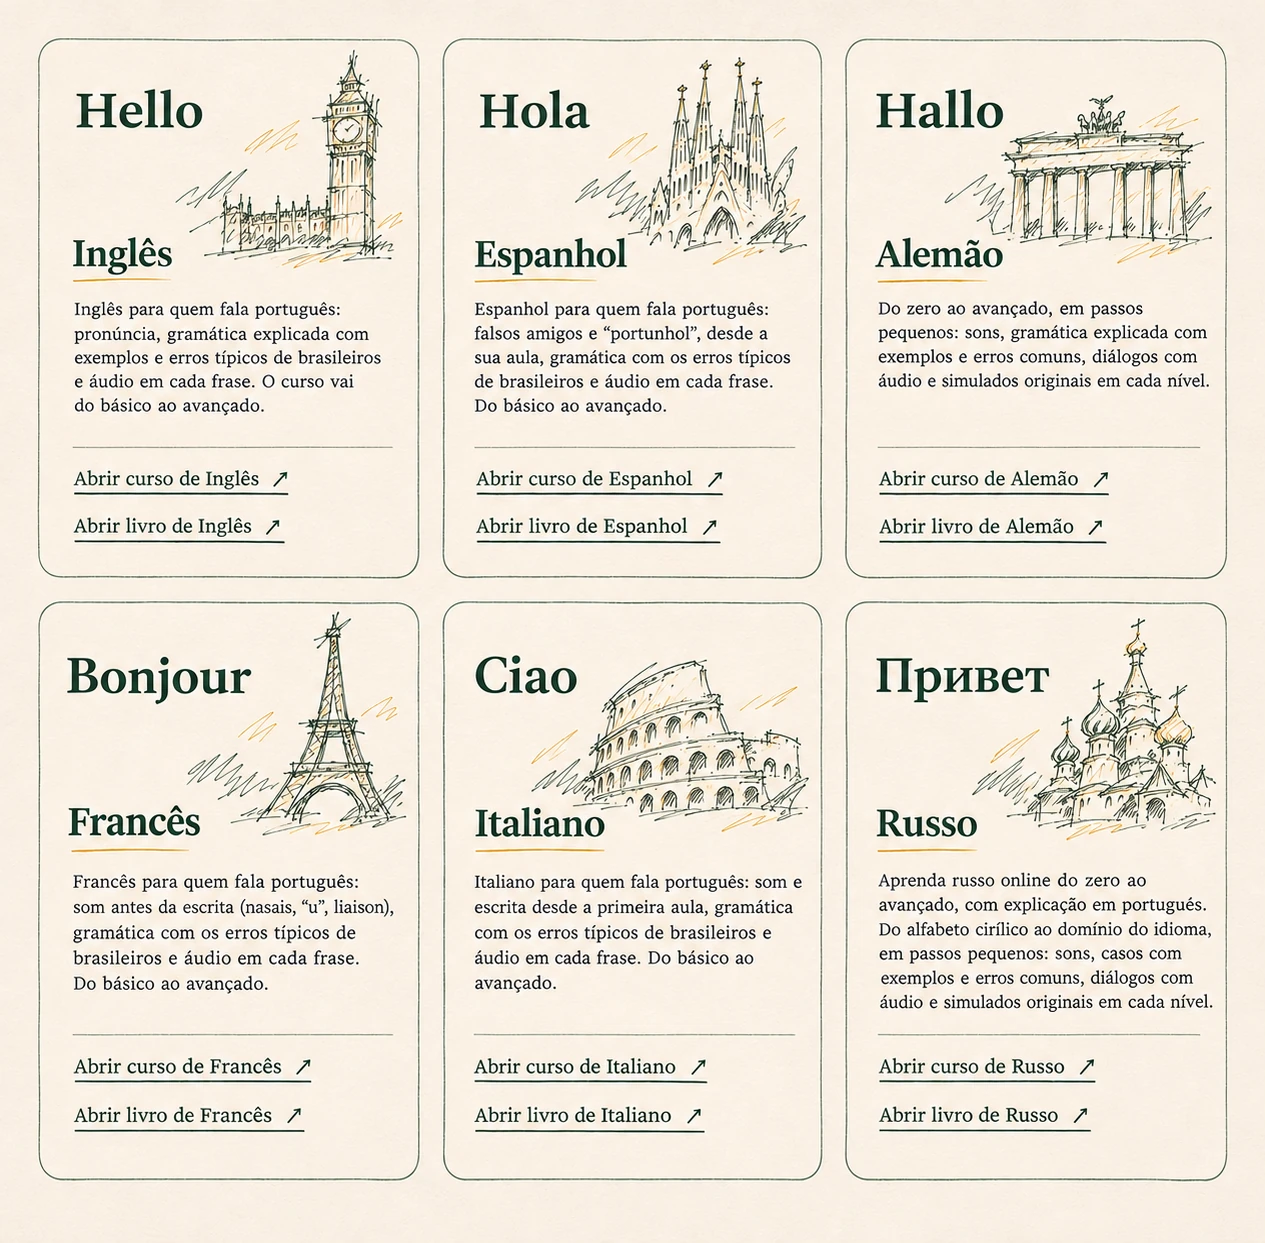 Hello
Inglês
Inglês para quem fala português:
pronúncia, gramática explicada com
exemplos e erros típicos de brasileiros
e áudio em cada frase. O curso vai
do básico ao avançado.
Abrir curso de Inglês ↗
Abrir livro de Inglês ↗
Hola
Espanhol
Espanhol para quem fala português:
falsos amigos e “portunhol”, desde a
sua aula, gramática com os erros típicos
de brasileiros e áudio em cada frase.
Do básico ao avançado.
Abrir curso de Espanhol ↗
Abrir livro de Espanhol ↗
Hallo
Alemão
Do zero ao avançado, em passos
pequenos: sons, gramática explicada com
exemplos e erros comuns, diálogos com
áudio e simulados originais em cada nível.
Abrir curso de Alemão ↗
Abrir livro de Alemão ↗
Bonjour
Francês
Francês para quem fala português:
som antes da escrita (nasais, “u”, liaison),
gramática com os erros típicos de
brasileiros e áudio em cada frase.
Do básico ao avançado.
Abrir curso de Francês ↗
Abrir livro de Francês ↗
Ciao
Italiano
Italiano para quem fala português: som e
escrita desde a primeira aula, gramática
com os erros típicos de brasileiros e
áudio em cada frase. Do básico ao
avançado.
Abrir curso de Italiano ↗
Abrir livro de Italiano ↗
Привет
Russo
Aprenda russo online do zero ao
avançado, com explicação em portugués.
Do alfabeto cirílico ao domínio do idioma,
em passos pequenos: sons, casos com
exemplos e erros comuns, diálogos com
áudio e simulados originais em cada nível.
Abrir curso de Russo ↗
Abrir livro de Russo ↗